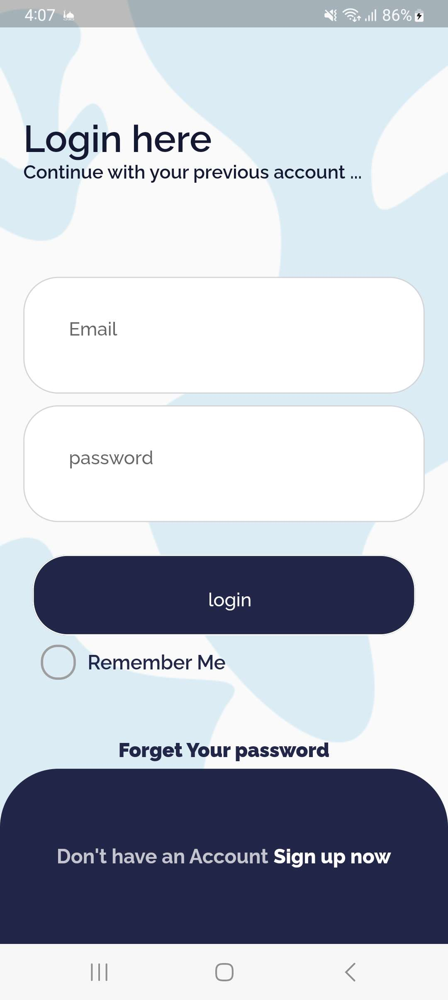 4:07 86%
Login here
Continue with your previous account ...
Email
password
login
Remember Me
Forget Your password
Don't have an Account Sign up now